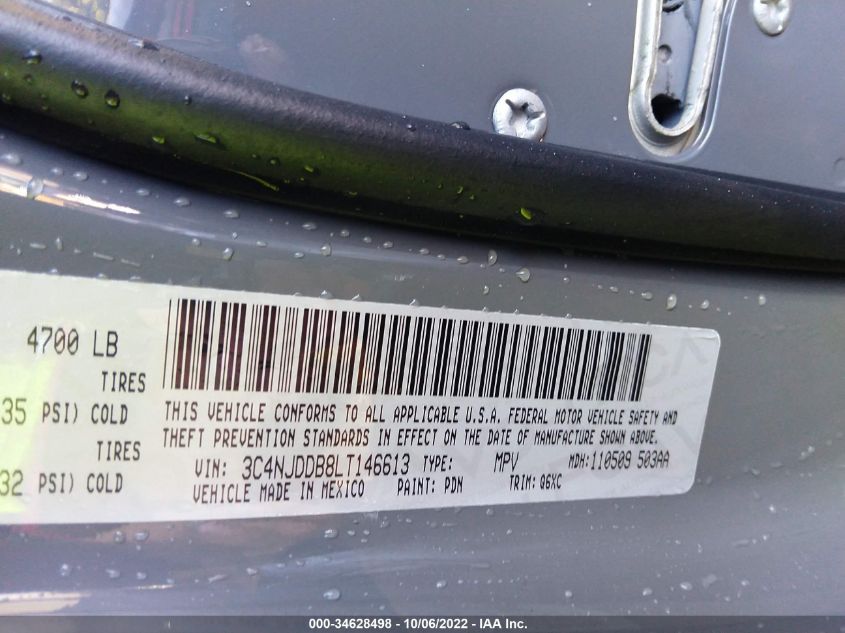 4700 LB
TIRES
35 PSI) COLD
TIRES
32 PSI) COLD
THIS VEHICLE CONFORMS TO ALL APPLICABLE U.S.A. FEDERAL MOTOR VEHICLE SAFETY AND
THEFT PREVENTION STANDARDS IN EFFECT ON THE DATE OF MANUFACTURE SHOWN ABOVE.
VIN: 3C4NJDDB8LT146613 TYPE: MPV MDH: 110509 503AA
VEHICLE MADE IN MEXICO PAINT: PDN TRIM: Q6XC
000-34628498 - 10/06/2022 - IAA Inc.